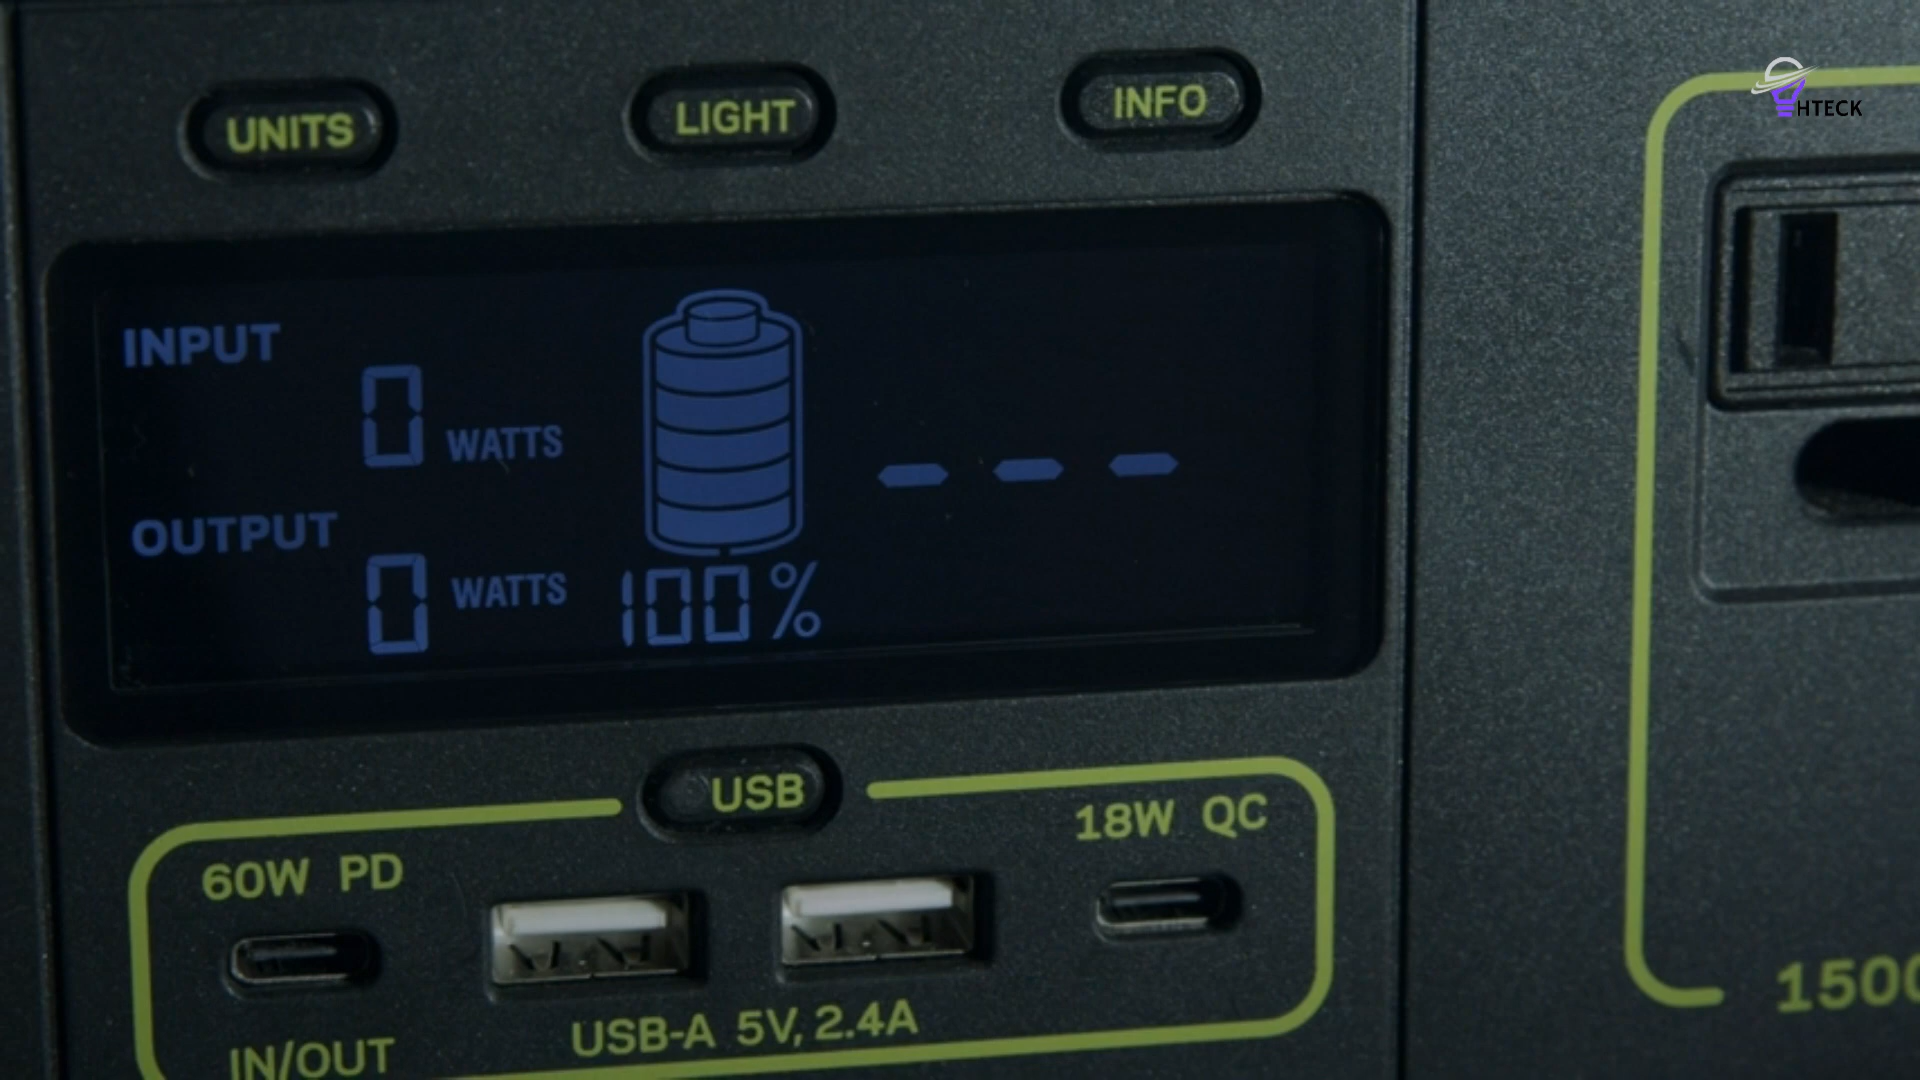 UNITS
LIGHT
INFO
HTECK
INPUT
0 WATTS
OUTPUT
0 WATTS
100%
---
USB
60W PD
18W QC
USB-A 5V, 2.4A
IN/OUT